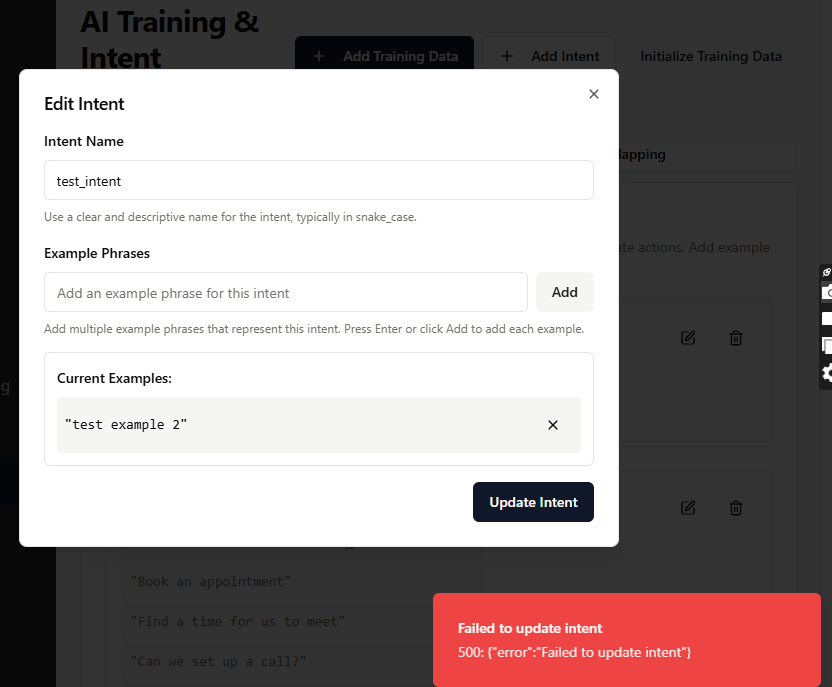 AI Training &
Intent
+ Add Training Data
+ Add Intent
Initialize Training Data
Edit Intent
Intent Name
test_intent
Use a clear and descriptive name for the intent, typically in snake_case.
Example Phrases
Add an example phrase for this intent
Add
Add multiple example phrases that represent this intent. Press Enter or click Add to add each example.
Current Examples:
"test example 2"
Update Intent
actions. Add example
"Book an appointment"
"Find a time for us to meet"
"Can we set up a call?"
Failed to update intent
500: {"error":"Failed to update intent"}